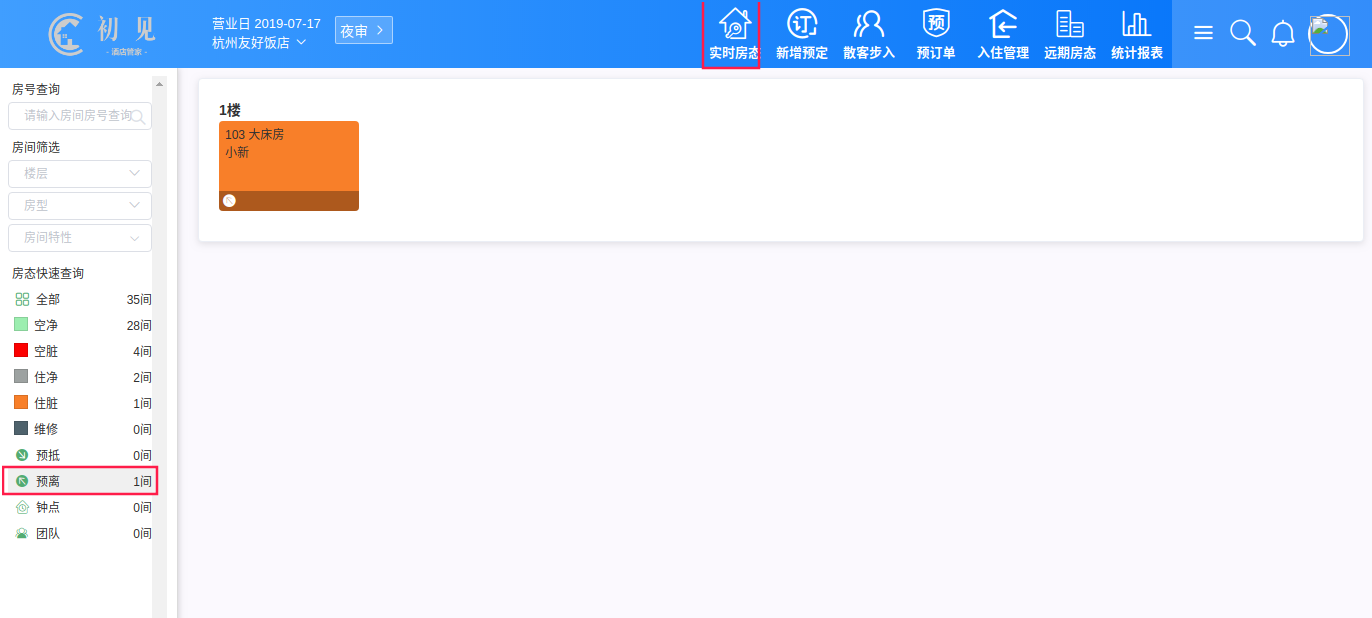 初 见
- 酒店管家 -
营业日 2019-07-17
杭州友好饭店
夜审
实时房态
新增预定
散客步入
预订单
入住管理
远期房态
统计报表
订
预
房号查询
请输入房间房号查询
房间筛选
楼层
房型
房间特性
房态快速查询
全部 35间
空净 28间
空脏 4间
住净 2间
住脏 1间
维修 0间
预抵 0间
预离 1间
钟点 0间
团队 0间
1楼
103 大床房
小新